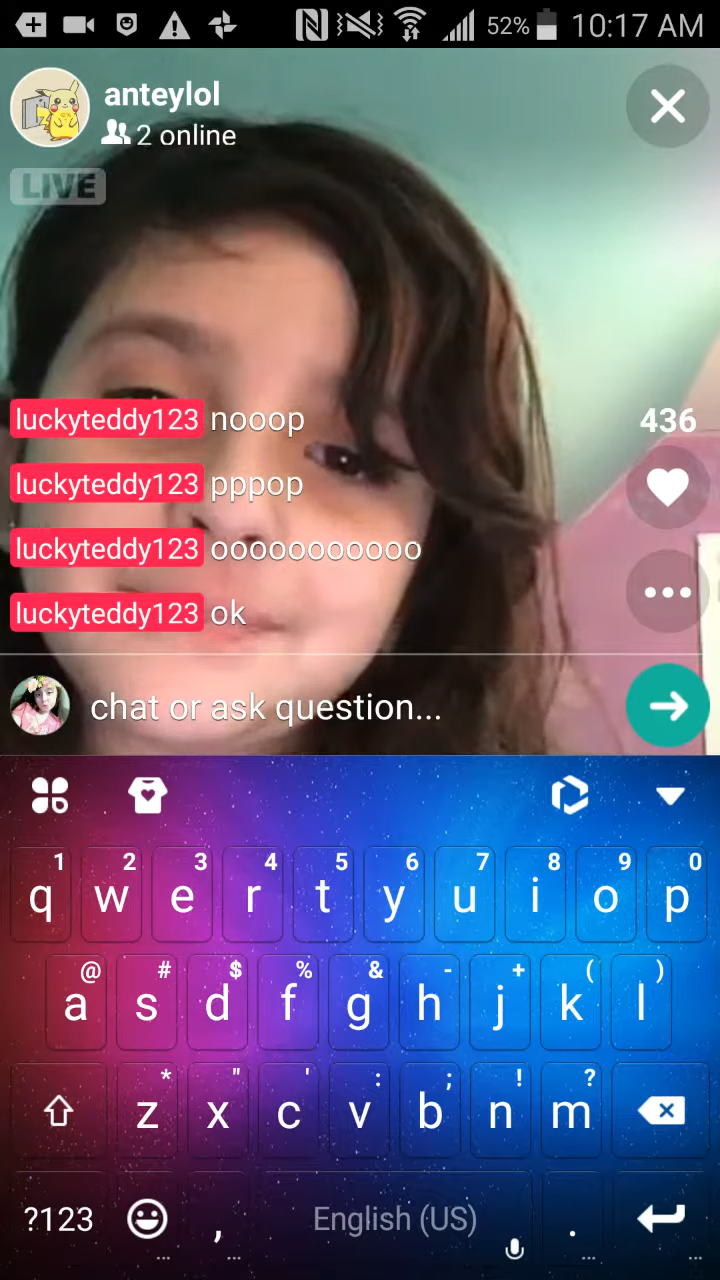 52% 10:17 AM
anteylol
2 online
LIVE
luckyteddy123 nooop
436
luckyteddy123 pppop
luckyteddy123 ooooooooooo
luckyteddy123 ok
chat or ask question...
1 2 3 4 5 6 7 8 9 0
q w e r t y u i o p
@ # $ % & - + ( )
a s d f g h j k l
* " ' : ; ! ?
z x c v b n m
?123 , English (US) .